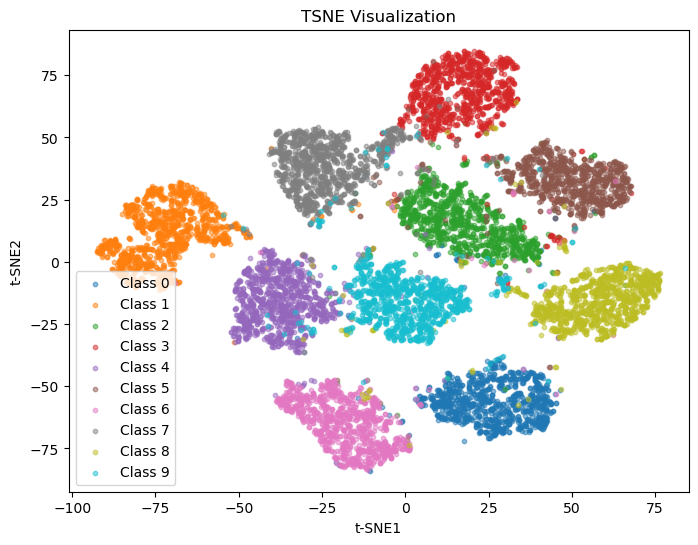 TSNE Visualization
t-SNE2
75
50
25
0
−25
−50
−75
Class 0
Class 1
Class 2
Class 3
Class 4
Class 5
Class 6
Class 7
Class 8
Class 9
−100
−75
−50
−25
0
25
50
75
t-SNE1